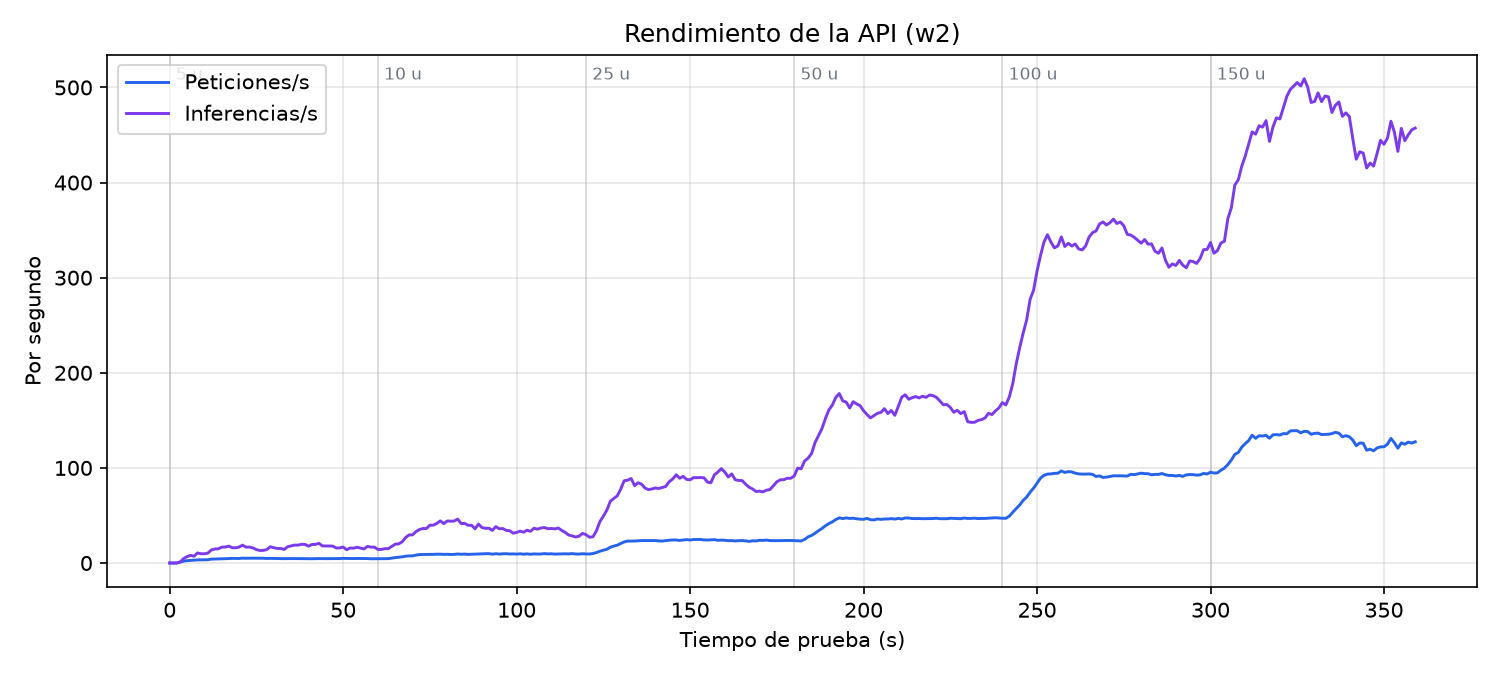 Rendimiento de la API (w2)
5 u
10 u
25 u
50 u
100 u
150 u
Peticiones/s
Inferencias/s
500
400
300
200
100
0
Por segundo
0
50
100
150
200
250
300
350
Tiempo de prueba (s)